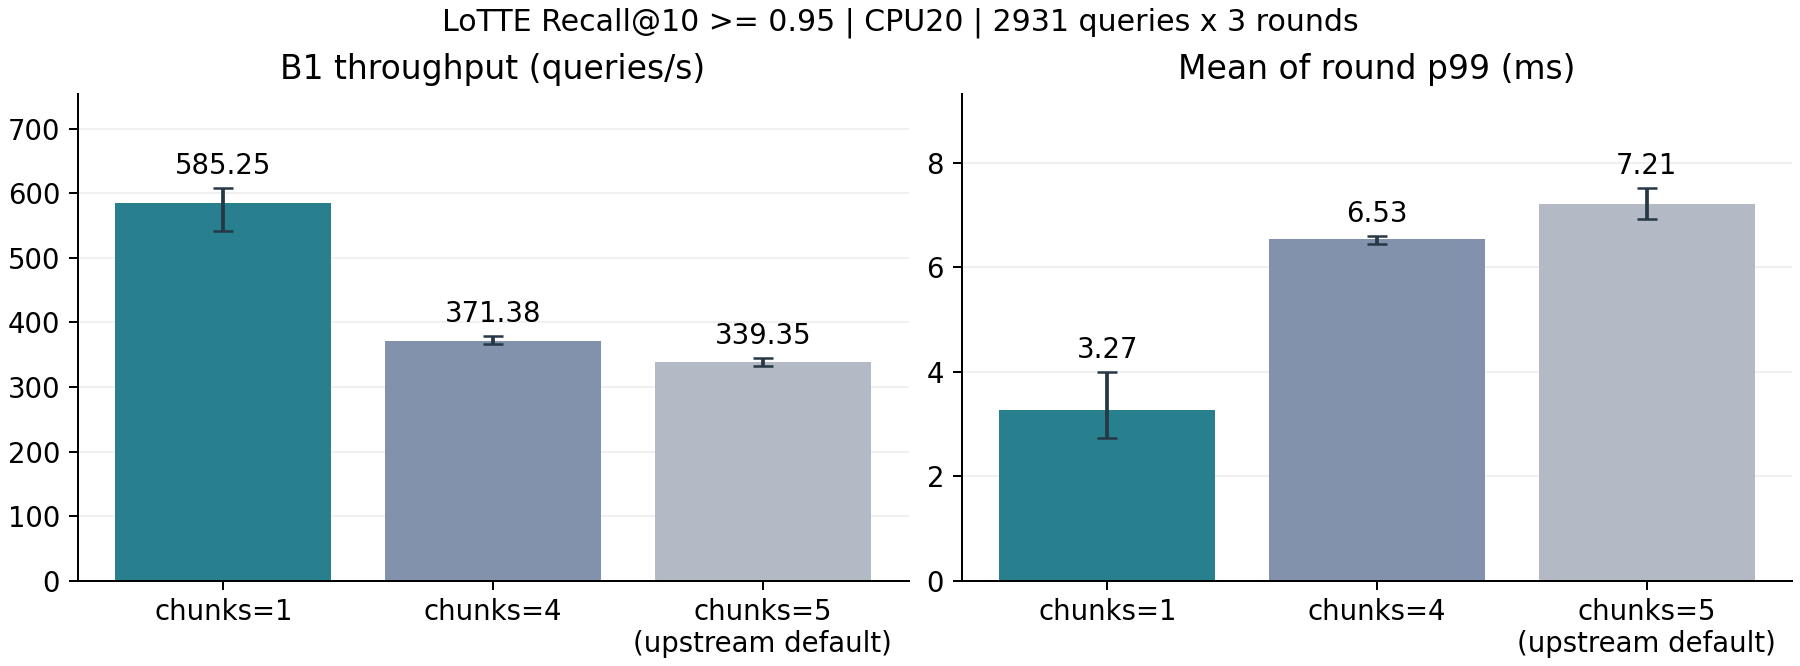 LoTTE Recall@10 >= 0.95 | CPU20 | 2931 queries x 3 rounds
B1 throughput (queries/s)
700
600
500
400
300
200
100
0
585.25
371.38
339.35
chunks=1
chunks=4
chunks=5
(upstream default)
Mean of round p99 (ms)
8
6
4
2
0
3.27
6.53
7.21
chunks=1
chunks=4
chunks=5
(upstream default)